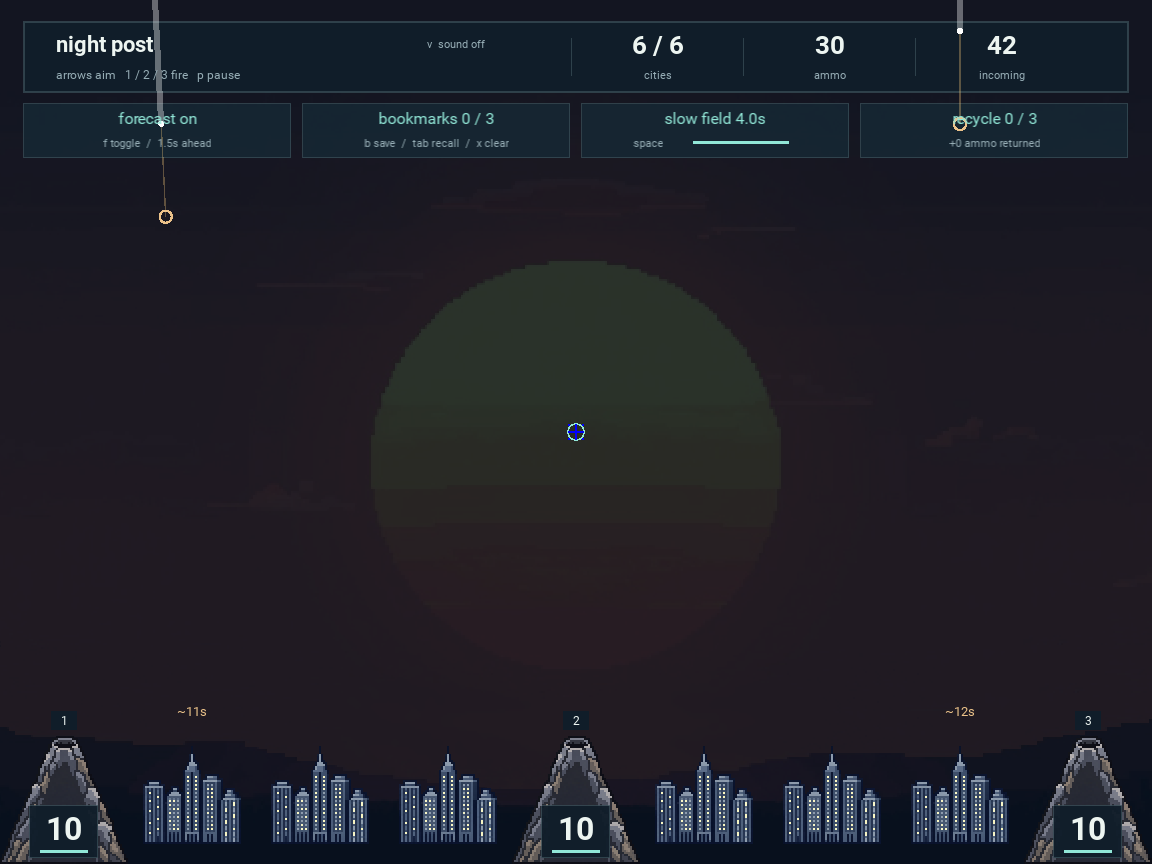 night post
v sound off
6 / 6
30
42
arrows aim 1 / 2 / 3 fire p pause
cities
ammo
incoming
forecast on
bookmarks 0 / 3
slow field 4.0s
recycle 0 / 3
f toggle / 1.5s ahead
b save / tab recall / x clear
space
+0 ammo returned
~11s
~12s
1
2
3
10
10
10